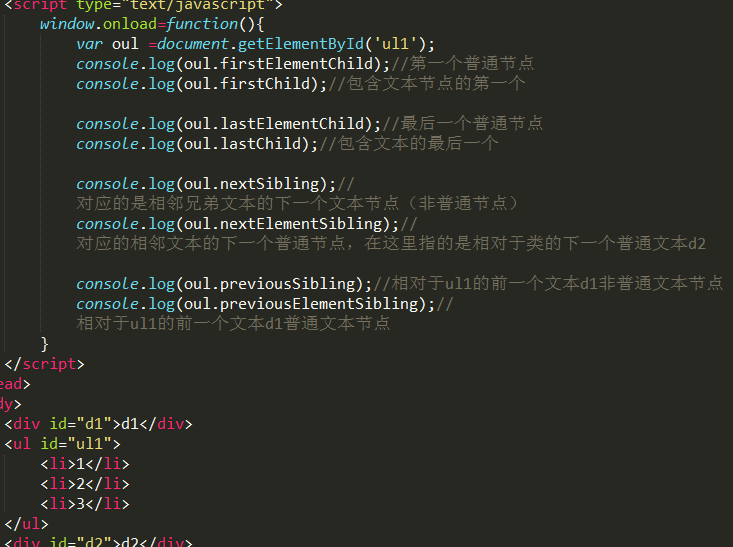 <script type="text/javascript">
window.onload=function(){
var oul =document.getElementById('ul1');
console.log(oul.firstElementChild);//第一个普通节点
console.log(oul.firstChild);//包含文本节点的第一个
console.log(oul.lastElementChild);//最后一个普通节点
console.log(oul.lastChild);//包含文本的最后一个
console.log(oul.nextSibling);//
对应的是相邻兄弟文本的下一个文本节点（非普通节点）
console.log(oul.nextElementSibling);//
对应的相邻文本的下一个普通节点，在这里指的是相对于类的下一个普通文本d2
console.log(oul.previousSibling);//相对于ul1的前一个文本d1非普通文本节点
console.log(oul.previousElementSibling);//
相对于ul1的前一个文本d1普通文本节点
}
</script>
ead>
dy>
<div id="d1">d1</div>
<ul id="ul1">
<li>1</li>
<li>2</li>
<li>3</li>
</ul>
<div id="d2">d2</div>